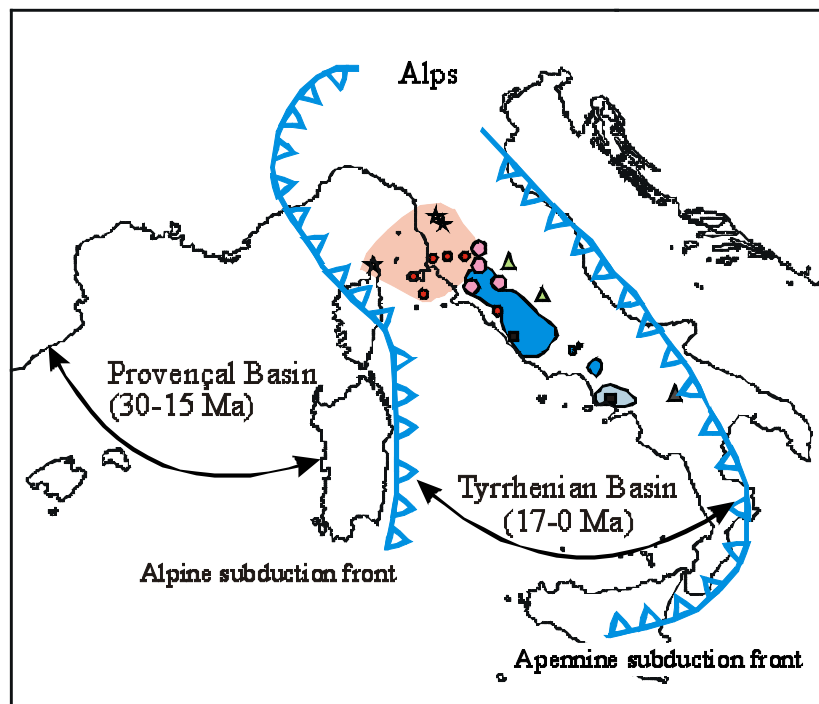 Alps
Provençal Basin
(30-15 Ma)
Tyrrhenian Basin
(17-0 Ma)
Alpine subduction front
Apennine subduction front